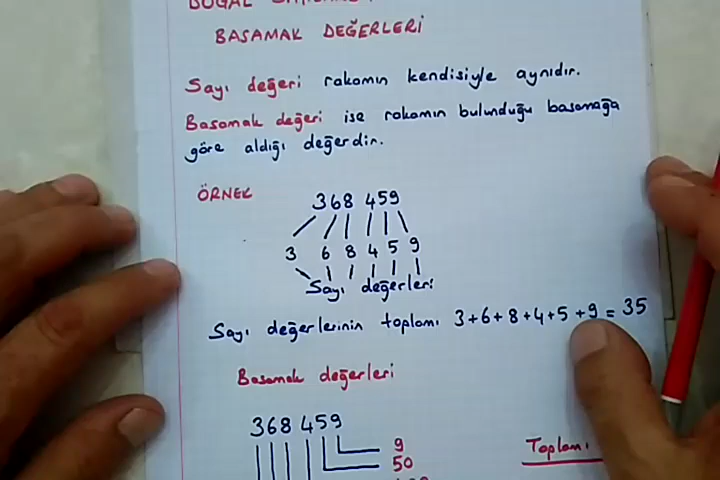 BASAMAK DEĞERLERİ
Sayı değeri rakamın kendisiyle aynıdır.
Basamak değeri ise rakamın bulunduğu basamağa
göre aldığı değerdir.
ÖRNEK
368 459
3 6 8 4 5 9
Sayı değerleri
Sayı değerlerinin toplamı 3+6+8+4+5+9=35
Basamak değerleri
368 459
9
Toplamı
50